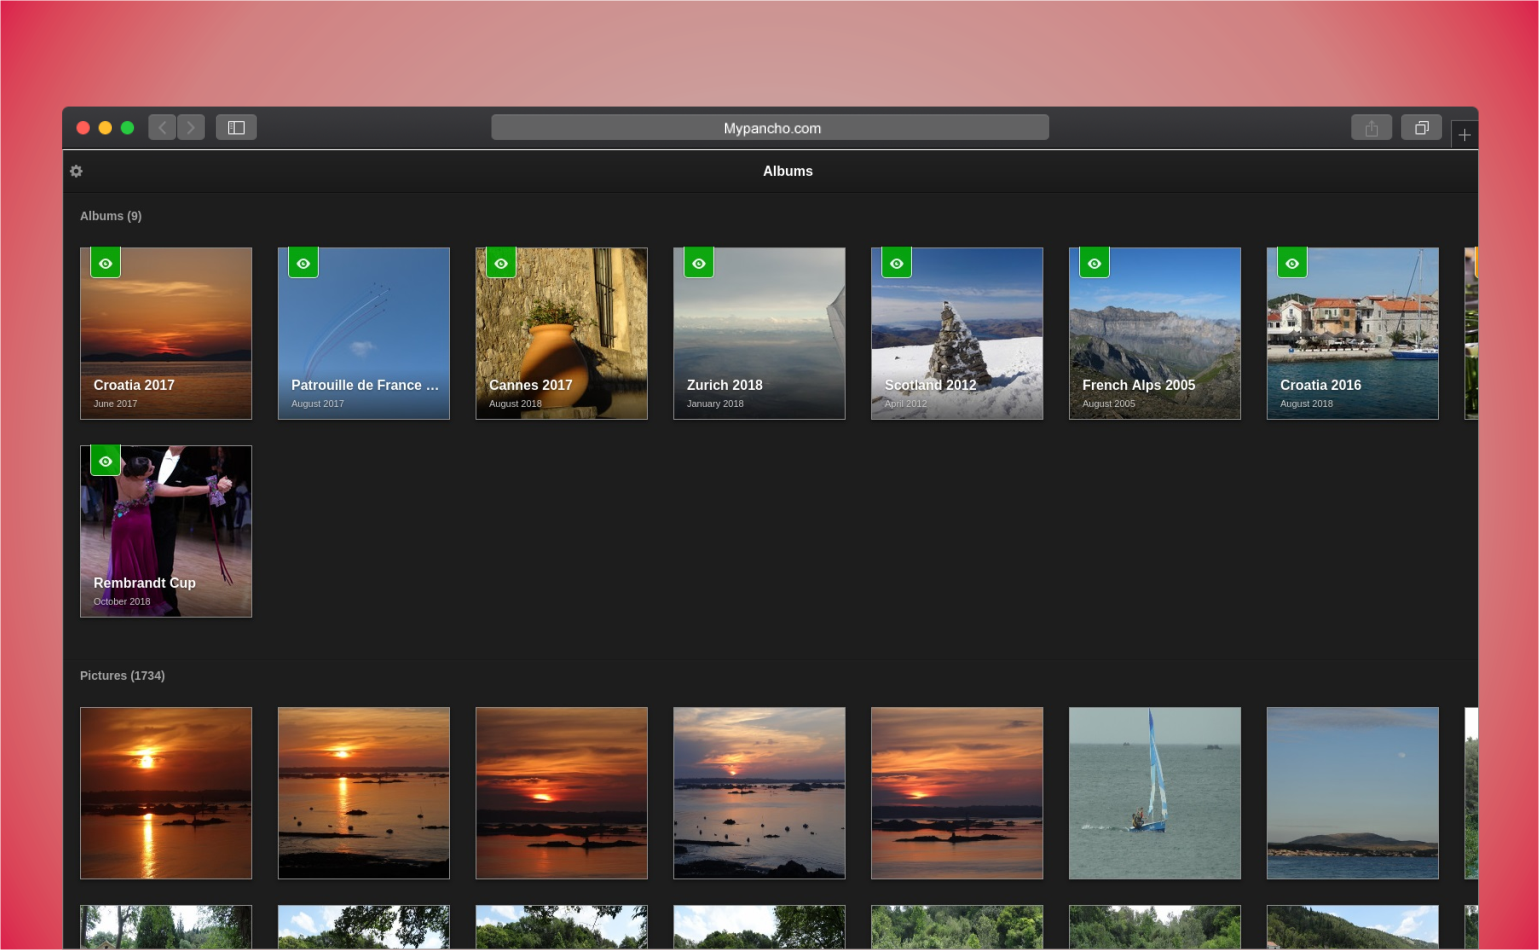 Mypancho.com
Albums
Albums (9)
Croatia 2017
June 2017
Patrouille de France ...
August 2017
Cannes 2017
August 2018
Zurich 2018
January 2018
Scotland 2012
April 2012
French Alps 2005
August 2005
Croatia 2016
August 2018
Rembrandt Cup
October 2018
Pictures (1734)